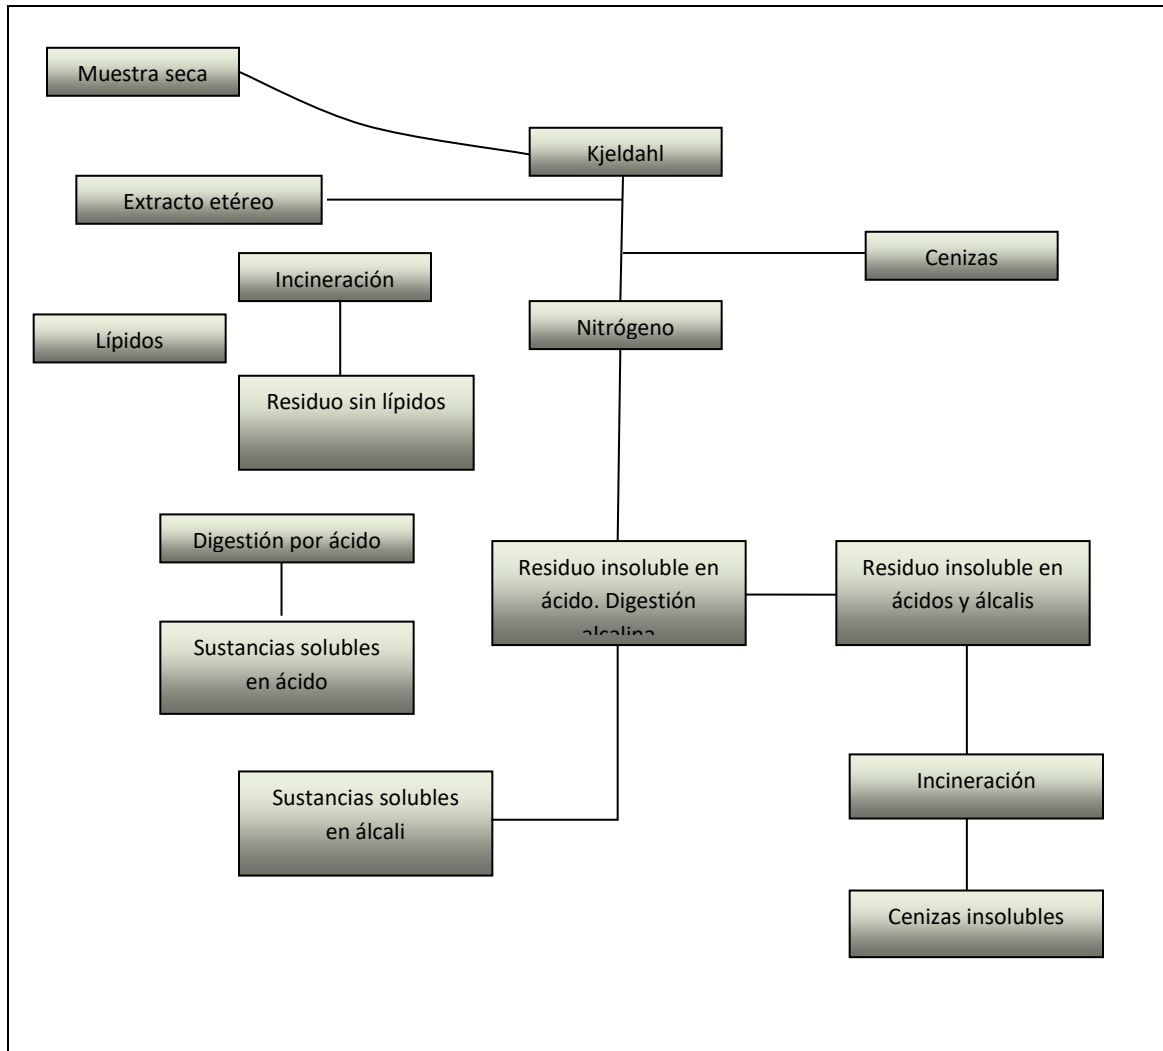 Muestra seca
Kjeldahl
Extracto etéreo
Cenizas
Incineración
Nitrógeno
Lípidos
Residuo sin lípidos
Digestión por ácido
Residuo insoluble en
ácido. Digestión
alcalina
Residuo insoluble en
ácidos y álcalis
Sustancias solubles
en ácido
Sustancias solubles
en álcali
Incineración
Cenizas insolubles